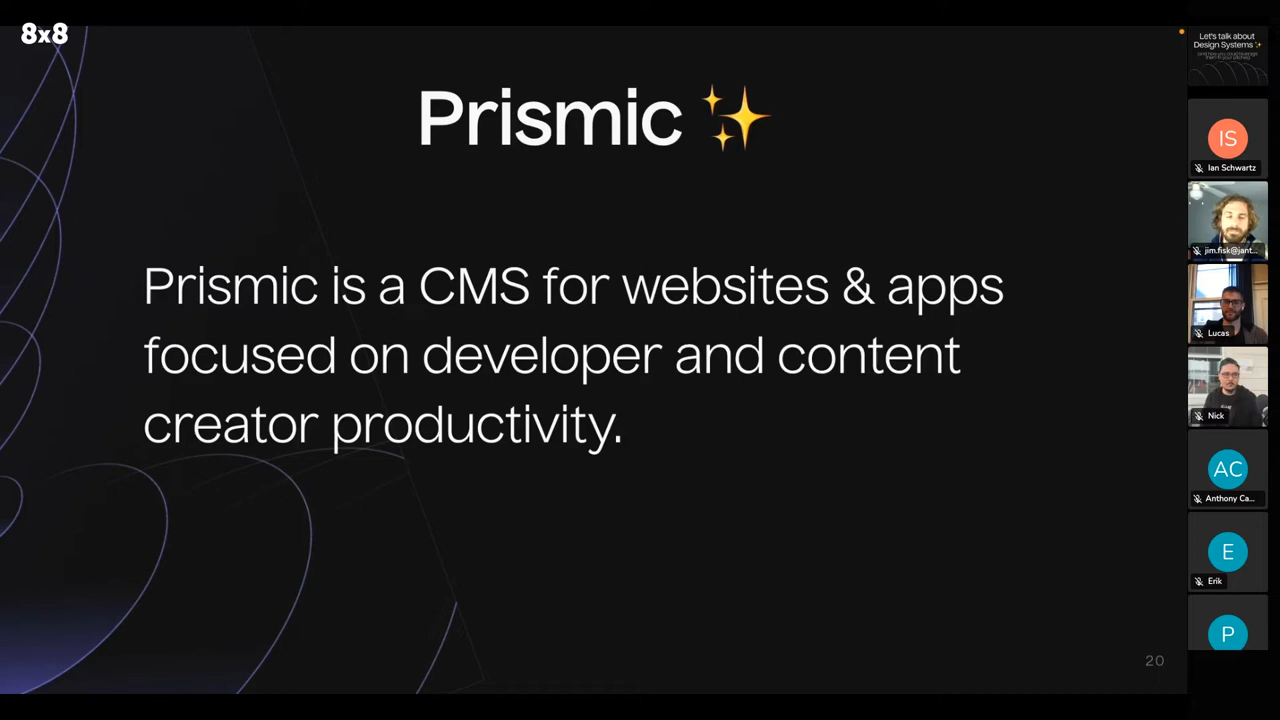 8x8
Prismic ✨
Prismic is a CMS for websites & apps
focused on developer and content
creator productivity.
20
Let's talk about
Design Systems ✨
IS
Ian Schwartz
jim.fisk@jant...
Lucas
Nick
AC
Anthony Ca...
E
Erik
P